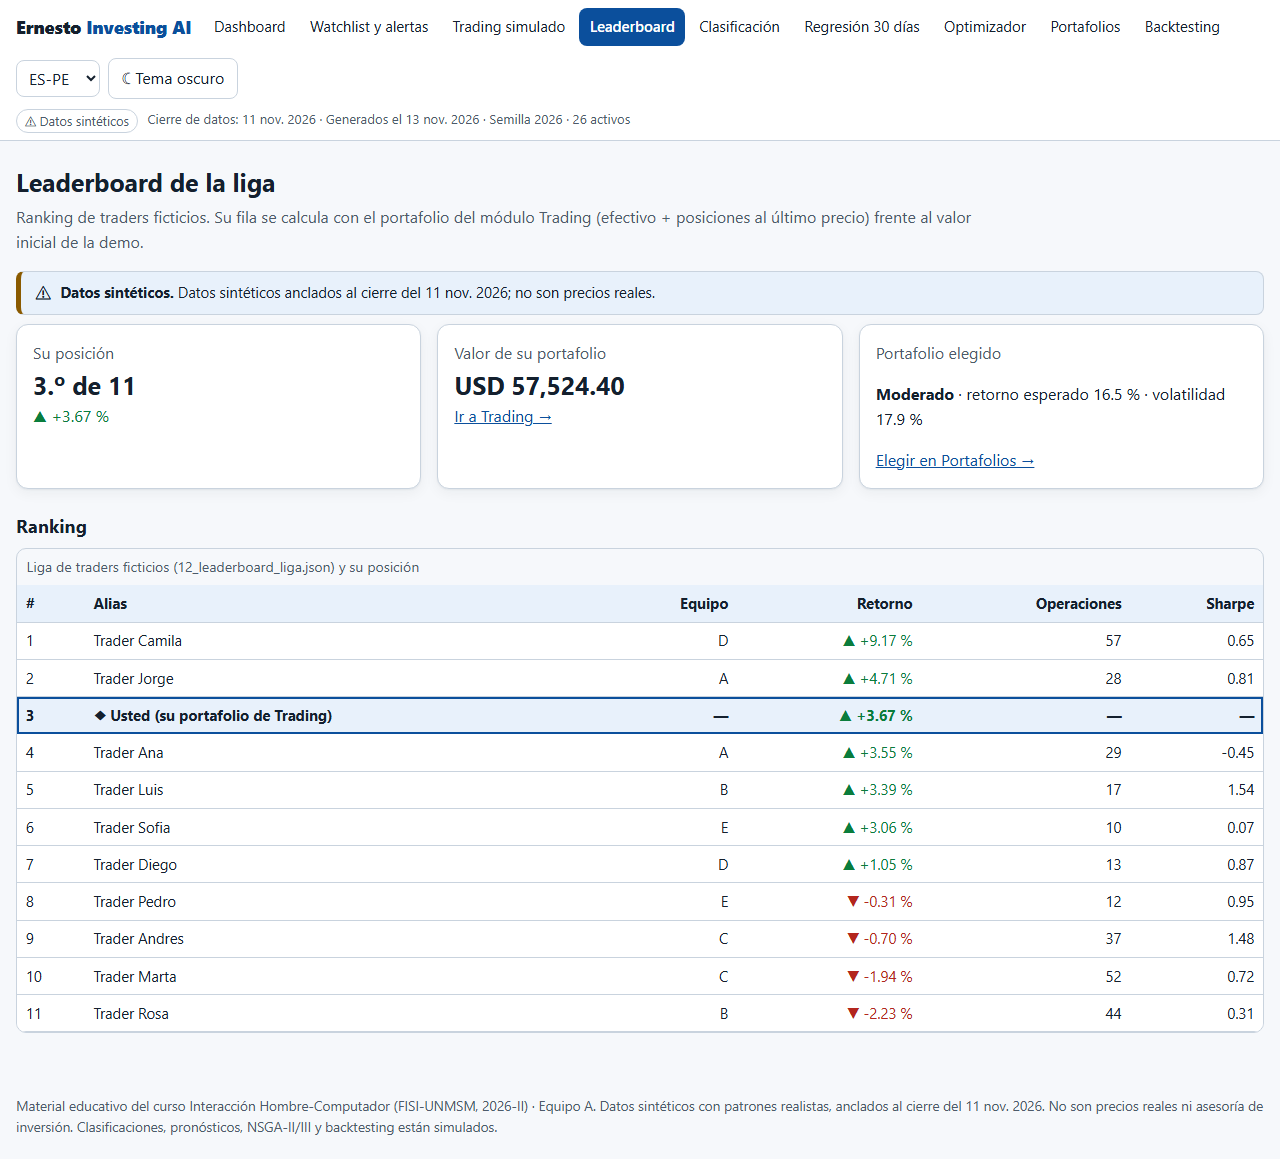 Ernesto Investing AI Dashboard Watchlist y alertas Trading simulado Leaderboard Clasificación Regresión 30 días Optimizador Portafolios Backtesting
ES-PE ☾ Tema oscuro
⚠ Datos sintéticos Cierre de datos: 11 nov. 2026 · Generados el 13 nov. 2026 · Semilla 2026 · 26 activos
Leaderboard de la liga
Ranking de traders ficticios. Su fila se calcula con el portafolio del módulo Trading (efectivo + posiciones al último precio) frente al valor
inicial de la demo.
⚠ Datos sintéticos. Datos sintéticos anclados al cierre del 11 nov. 2026; no son precios reales.
Su posición
3.º de 11
▲ +3.67 %
Valor de su portafolio
USD 57,524.40
Ir a Trading →
Portafolio elegido
Moderado · retorno esperado 16.5 % · volatilidad
17.9 %
Elegir en Portafolios →
Ranking
Liga de traders ficticios (12_leaderboard_liga.json) y su posición
# Alias Equipo Retorno Operaciones Sharpe
1 Trader Camila D ▲ +9.17 % 57 0.65
2 Trader Jorge A ▲ +4.71 % 28 0.81
3 ◆ Usted (su portafolio de Trading) — ▲ +3.67 % — —
4 Trader Ana A ▲ +3.55 % 29 -0.45
5 Trader Luis B ▲ +3.39 % 17 1.54
6 Trader Sofia E ▲ +3.06 % 10 0.07
7 Trader Diego D ▲ +1.05 % 13 0.87
8 Trader Pedro E ▼ -0.31 % 12 0.95
9 Trader Andres C ▼ -0.70 % 37 1.48
10 Trader Marta C ▼ -1.94 % 52 0.72
11 Trader Rosa B ▼ -2.23 % 44 0.31
Material educativo del curso Interacción Hombre-Computador (FISI-UNMSM, 2026-II) · Equipo A. Datos sintéticos con patrones realistas, anclados al cierre del 11 nov. 2026. No son precios reales ni asesoría de
inversión. Clasificaciones, pronósticos, NSGA-II/III y backtesting están simulados.